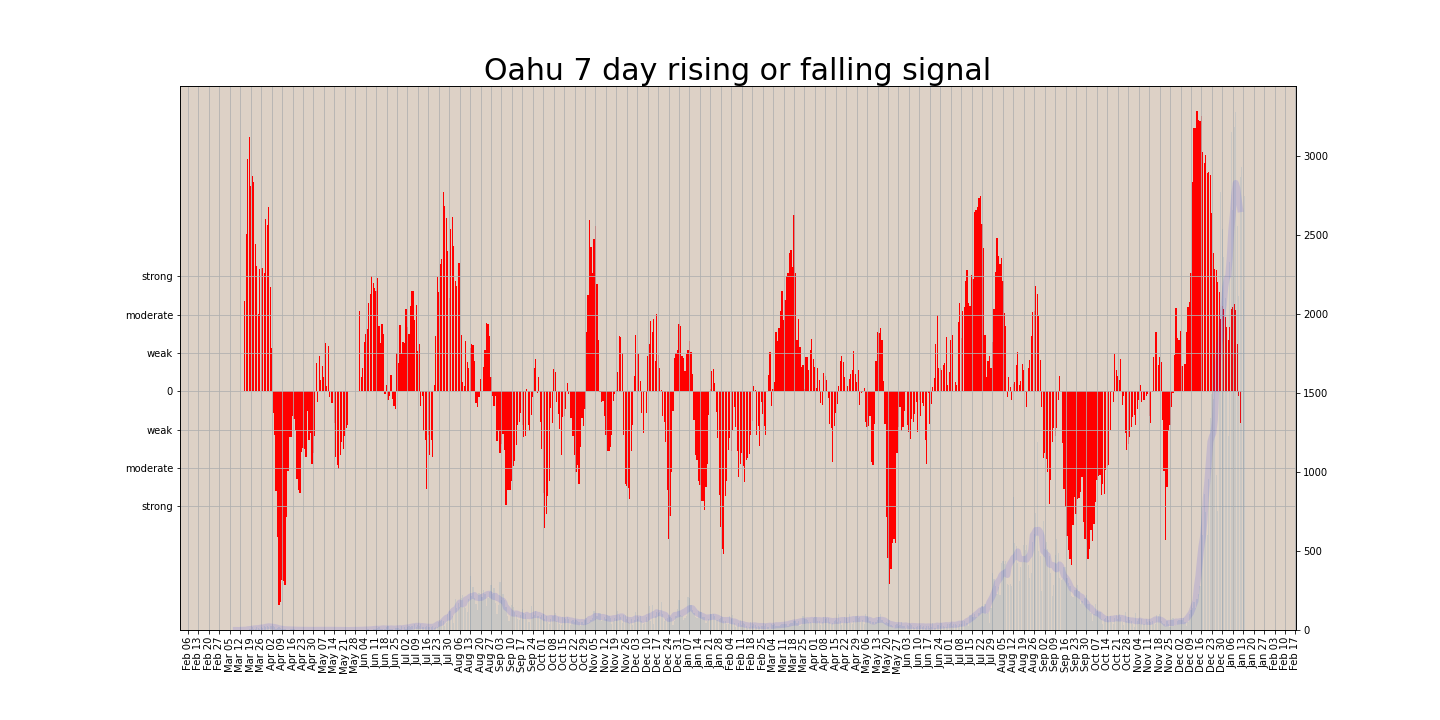 Oahu 7 day rising or falling signal
strong
moderate
weak
0
weak
moderate
strong
3000
2500
2000
1500
1000
500
0
Feb 06
Feb 13
Feb 20
Feb 27
Mar 05
Mar 12
Mar 19
Mar 26
Apr 02
Apr 09
Apr 16
Apr 23
Apr 30
May 07
May 14
May 21
May 28
Jun 04
Jun 11
Jun 18
Jun 25
Jul 02
Jul 09
Jul 16
Jul 23
Jul 30
Aug 06
Aug 13
Aug 20
Aug 27
Sep 03
Sep 10
Sep 17
Sep 24
Oct 01
Oct 08
Oct 15
Oct 22
Oct 29
Nov 05
Nov 12
Nov 19
Nov 26
Dec 03
Dec 10
Dec 17
Dec 24
Dec 31
Jan 07
Jan 14
Jan 21
Jan 28
Feb 04
Feb 11
Feb 18
Feb 25
Mar 04
Mar 11
Mar 18
Mar 25
Apr 01
Apr 08
Apr 15
Apr 22
Apr 29
May 06
May 13
May 20
May 27
Jun 03
Jun 10
Jun 17
Jun 24
Jul 01
Jul 08
Jul 15
Jul 22
Jul 29
Aug 05
Aug 12
Aug 19
Aug 26
Sep 02
Sep 09
Sep 16
Sep 23
Sep 30
Oct 07
Oct 14
Oct 21
Oct 28
Nov 04
Nov 11
Nov 18
Nov 25
Dec 02
Dec 09
Dec 16
Dec 23
Dec 30
Jan 06
Jan 13
Jan 20
Jan 27
Feb 03
Feb 10
Feb 17